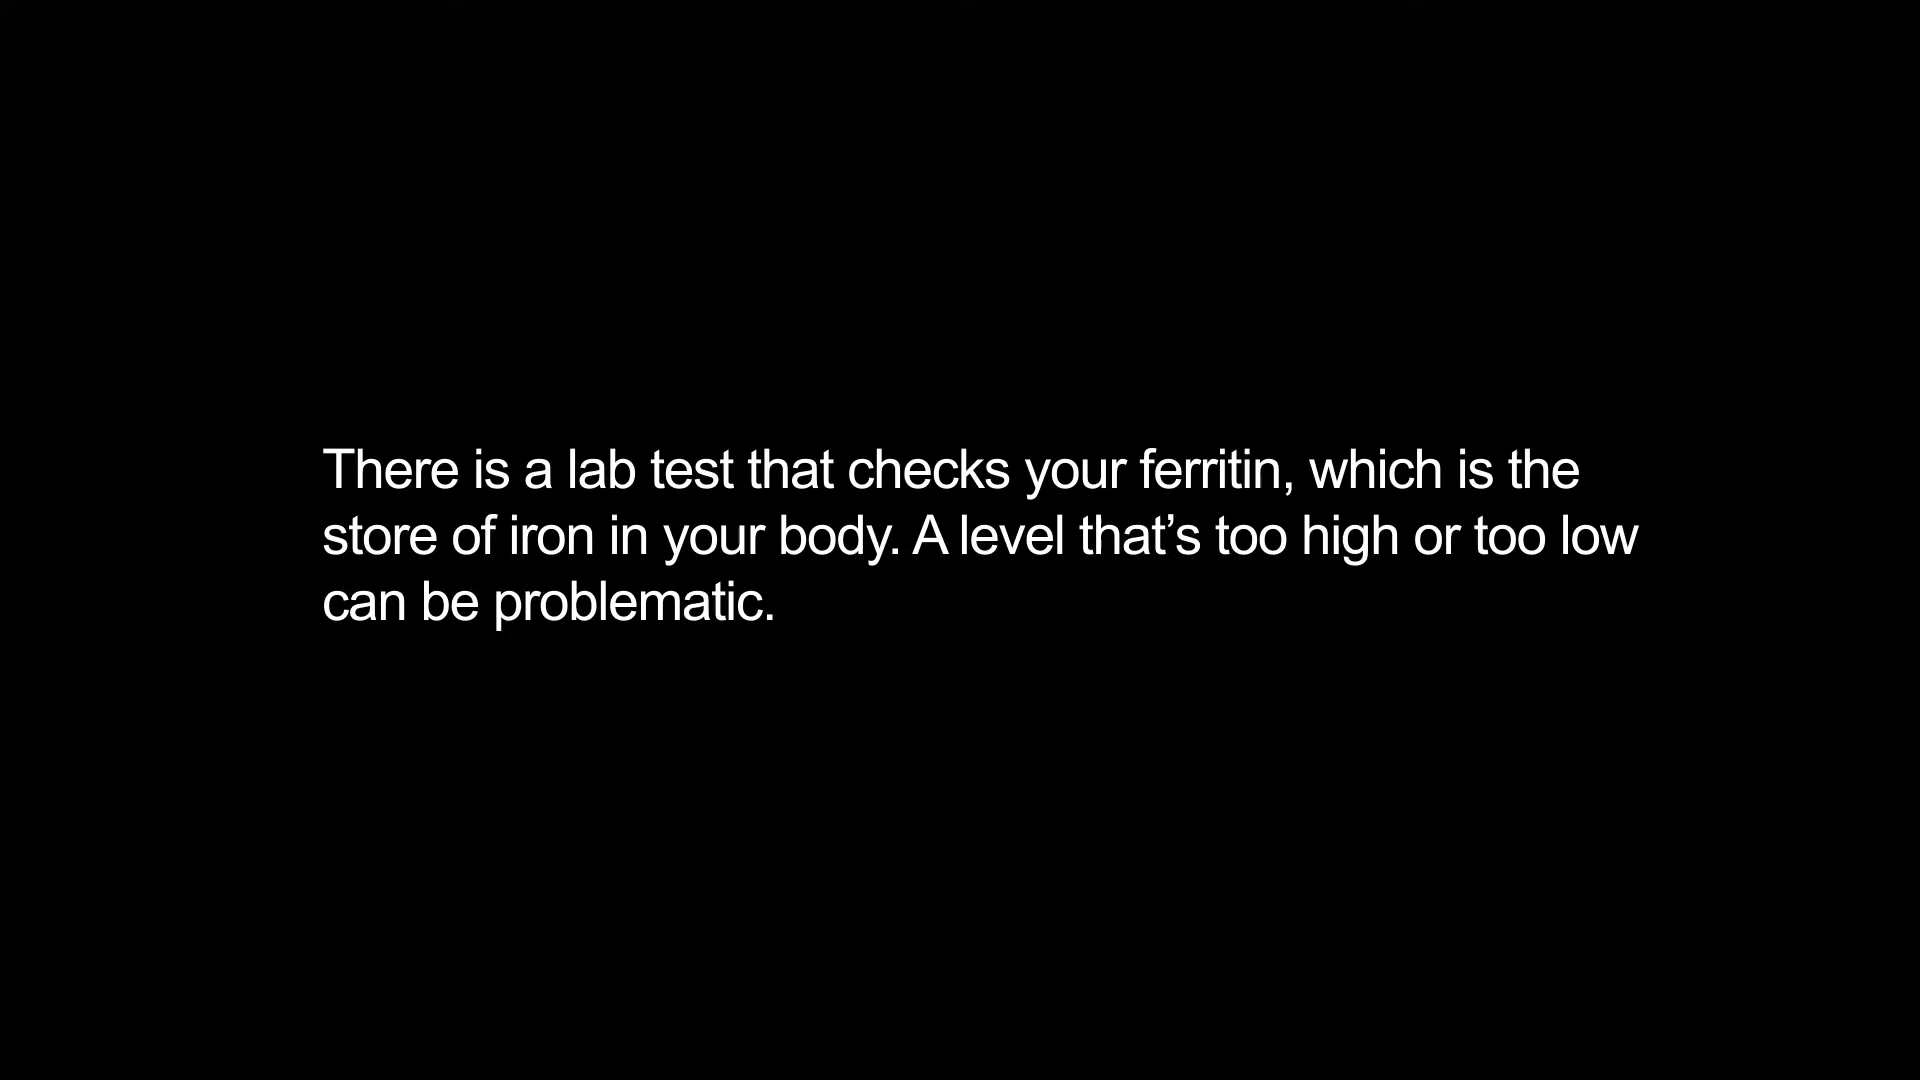 There is a lab test that checks your ferritin, which is the
store of iron in your body. A level that’s too high or too low
can be problematic.